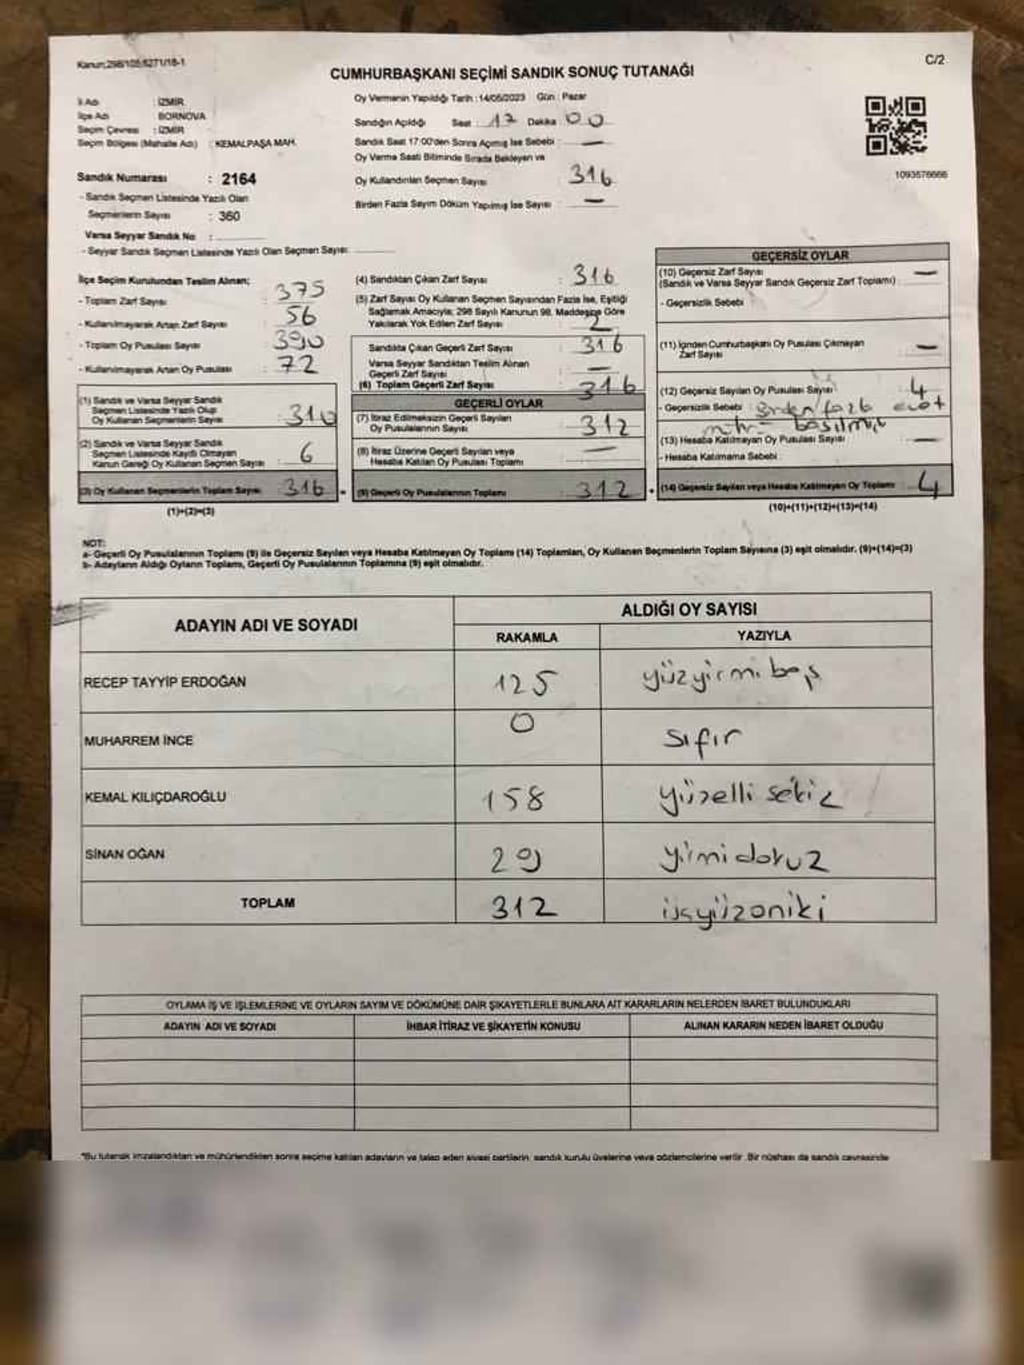 Kanun:298/105;6271/18-1
C/2
CUMHURBAŞKANI SEÇİMİ SANDIK SONUÇ TUTANAĞI
İl Adı : İZMİR
İlçe Adı : BORNOVA
Seçim Çevresi : İZMİR
Seçim Bölgesi (Mahalle Adı) : KEMALPAŞA MAH.
Sandık Numarası : 2164
- Sandık Seçmen Listesinde Yazılı Olan
Seçmenlerin Sayısı : 360
Varsa Seyyar Sandık No :
- Seyyar Sandık Seçmen Listesinde Yazılı Olan Seçmen Sayısı:
Oy Vermenin Yapıldığı Tarih :14/05/2023 Gün : Pazar
Sandığın Açıldığı Saat : 17 Dakika 00
Sandık Saat 17:00'den Sonra Açılmış İse Sebebi : —
Oy Verme Saati Bitiminde Sırada Bekleyen ve
Oy Kullandırılan Seçmen Sayısı : 316
Birden Fazla Sayım Döküm Yapılmış İse Sayısı : —
1093576666
İlçe Seçim Kurulundan Teslim Alınan;
- Toplam Zarf Sayısı : 375
- Kullanılmayarak Artan Zarf Sayısı : 56
- Toplam Oy Pusulası Sayısı : 390
- Kullanılmayarak Artan Oy Pusulası : 72
(1) Sandık ve Varsa Seyyar Sandık
Seçmen Listesinde Yazılı Olup
Oy Kullanan Seçmenlerin Sayısı : 310
(2) Sandık ve Varsa Seyyar Sandık
Seçmen Listesinde Kayıtlı Olmayan
Kanun Gereği Oy Kullanan Seçmen Sayısı : 6
(3) Oy Kullanan Seçmenlerin Toplam Sayısı : 316
(1)+(2)=(3)
(4) Sandıktan Çıkan Zarf Sayısı : 316
(5) Zarf Sayısı Oy Kullanan Seçmen Sayısından Fazla İse, Eşitliği
Sağlamak Amacıyla; 298 Sayılı Kanunun 98. Maddesine Göre
Yakılarak Yok Edilen Zarf Sayısı : 2
Sandıkta Çıkan Geçerli Zarf Sayısı : 316
Varsa Seyyar Sandıktan Teslim Alınan
Geçerli Zarf Sayısı : —
(6) Toplam Geçerli Zarf Sayısı : 316
GEÇERLİ OYLAR
(7) İtiraz Edilmeksizin Geçerli Sayılan
Oy Pusulalarının Sayısı : 312
(8) İtiraz Üzerine Geçerli Sayılan veya
Hesaba Katılan Oy Pusulası Toplamı : —
= (9) Geçerli Oy Pusulalarının Toplamı : 312
GEÇERSİZ OYLAR
(10) Geçersiz Zarf Sayısı
(Sandık ve Varsa Seyyar Sandık Geçersiz Zarf Toplamı) : —
- Geçersizlik Sebebi :
(11) İçinden Cumhurbaşkanı Oy Pusulası Çıkmayan
Zarf Sayısı : —
(12) Geçersiz Sayılan Oy Pusulası Sayısı : 4
- Geçersizlik Sebebi : Birden fazla evet
mühr basılmış
(13) Hesaba Katılmayan Oy Pusulası Sayısı : —
- Hesaba Katılmama Sebebi :
+ (14) Geçersiz Sayılan veya Hesaba Katılmayan Oy Toplamı : 4
(10)+(11)+(12)+(13)=(14)
NOT:
a- Geçerli Oy Pusulalarının Toplamı (9) ile Geçersiz Sayılan veya Hesaba Katılmayan Oy Toplamı (14) Toplamları, Oy Kullanan Seçmenlerin Toplam Sayısına (3) eşit olmalıdır. (9)+(14)=(3)
b- Adayların Aldığı Oyların Toplamı, Geçerli Oy Pusulalarının Toplamına (9) eşit olmalıdır.
ADAYIN ADI VE SOYADI
ALDIĞI OY SAYISI
RAKAMLA YAZIYLA
RECEP TAYYİP ERDOĞAN 125 yüzyirmibeş
MUHARREM İNCE 0 sıfır
KEMAL KILIÇDAROĞLU 158 yüzelli sekiz
SİNAN OĞAN 29 yirmidokuz
TOPLAM 312 üçyüzoniki
OYLAMA İŞ VE İŞLEMLERİNE VE OYLARIN SAYIM VE DÖKÜMÜNE DAİR ŞİKAYETLERLE BUNLARA AİT KARARLARIN NELERDEN İBARET BULUNDUKLARI
ADAYIN ADI VE SOYADI İHBAR İTİRAZ VE ŞİKAYETİN KONUSU ALINAN KARARIN NEDEN İBARET OLDUĞU
*Bu tutanak imzalandıktan ve mühürlendikten sonra seçime katılan adayların ve talep eden siyasi partilerin, sandık kurulu üyelerine veya gözlemcilerine verilir. Bir nüshası da sandık çevresinde